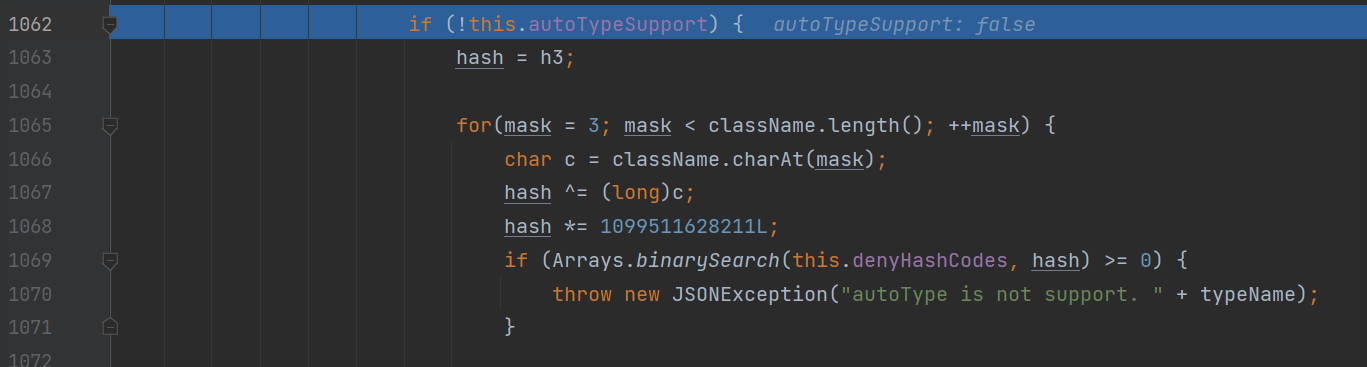 1062 if (!this.autoTypeSupport) { autoTypeSupport: false
1063 hash = h3;
1064
1065 for(mask = 3; mask < className.length(); ++mask) {
1066 char c = className.charAt(mask);
1067 hash ^= (long)c;
1068 hash *= 1099511628211L;
1069 if (Arrays.binarySearch(this.denyHashCodes, hash) >= 0) {
1070 throw new JSONException("autoType is not support. " + typeName);
1071 }
1072